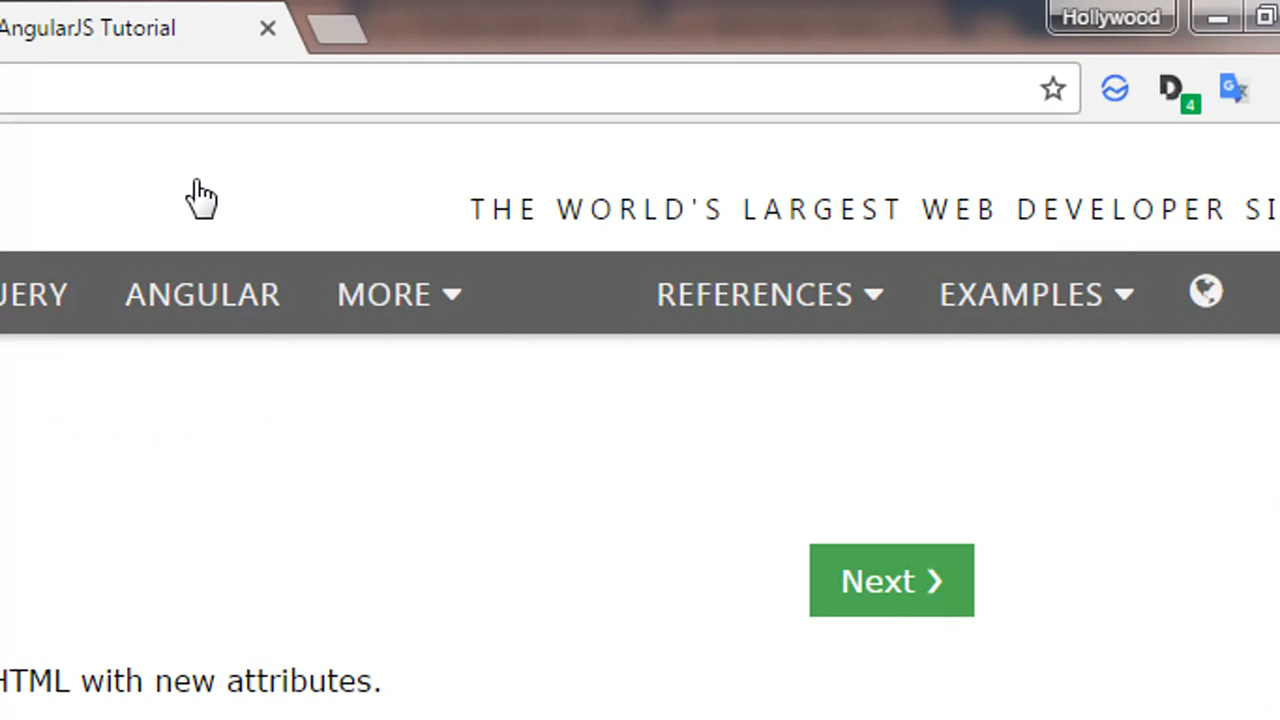 AngularJS Tutorial
Hollywood
D 4
G
THE WORLD'S LARGEST WEB DEVELOPER SI
UERY ANGULAR MORE REFERENCES EXAMPLES
Next ❯
HTML with new attributes.